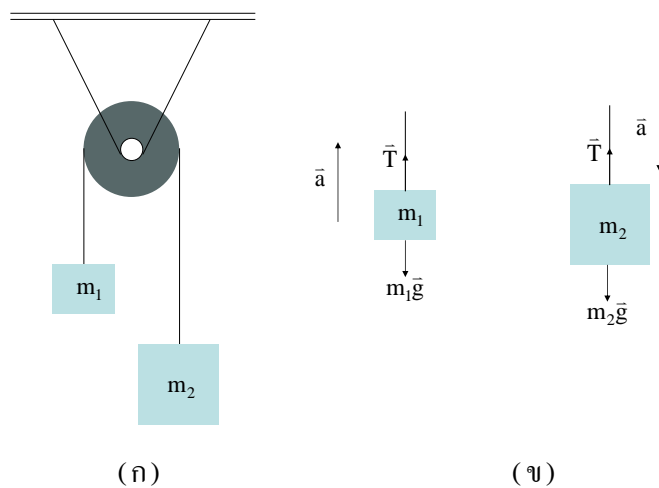 m₁
m₂
(ก)
a⃗
T⃗
m₁
m₁g⃗
T⃗
a⃗
m₂
m₂g⃗
(ข)